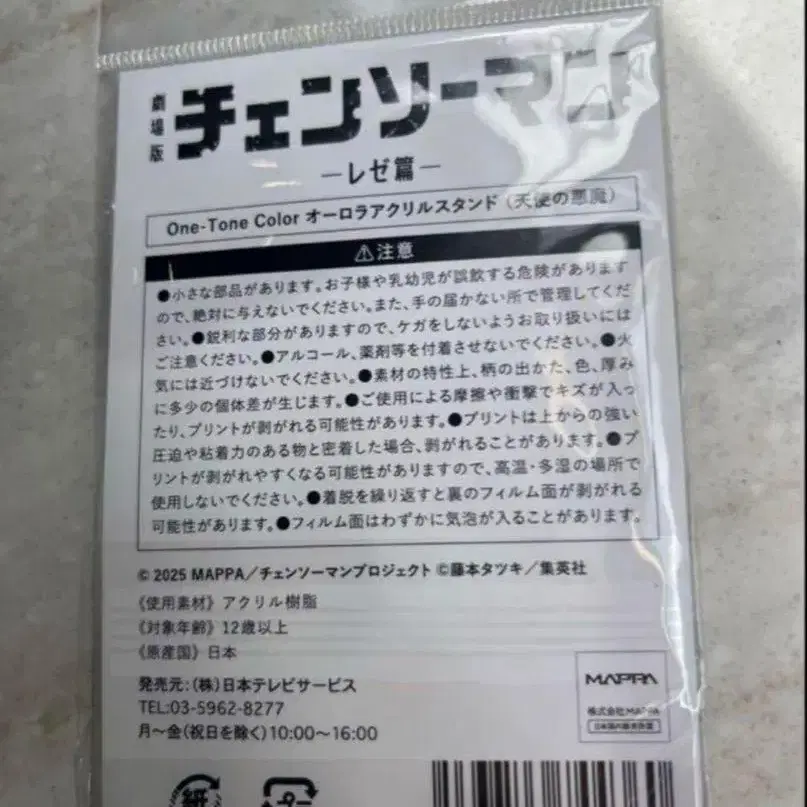 劇場版
チェンソーマン
―レゼ篇―
One-Tone Color オーロラアクリルスタンド（天使の悪魔）
⚠注意
●小さな部品があります。お子様や乳幼児が誤飲する危険があります
ので、絶対に与えないでください。また、手の届かない所で管理してくだ
さい。●鋭利な部分がありますので、ケガをしないようお取り扱いには
ご注意ください。●アルコール、薬剤等を付着させないでください。●火
気には近づけないでください。●素材の特性上、柄の出かた、色、厚み
に多少の個体差が生じます。●ご使用による摩擦や衝撃でキズが入っ
たり、プリントが剥がれる可能性があります。●プリントは上からの強い
圧迫や粘着力のある物と密着した場合、剥がれることがあります。●プ
リントが剥がれやすくなる可能性がありますので、高温・多湿の場所で
使用しないでください。●着脱を繰り返すと裏のフィルム面が剥がれる
可能性があります。●フィルム面はわずかに気泡が入ることがあります。
© 2025 MAPPA／チェンソーマンプロジェクト ©藤本タツキ／集英社
《使用素材》アクリル樹脂
《対象年齢》12歳以上
《原産国》日本
発売元：(株)日本テレビサービス
TEL:03-5962-8277
月～金(祝日を除く)10:00～16:00
MAPPA
株式会社MAPPA
紙